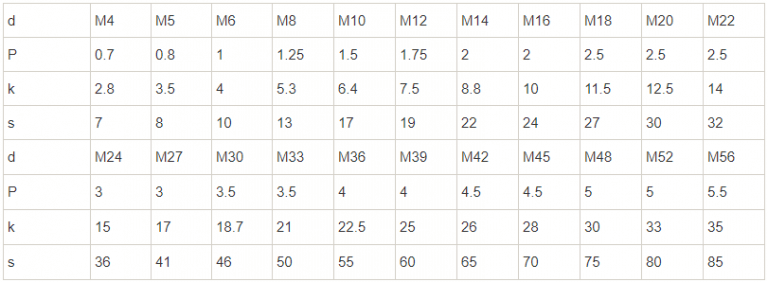 d M4 M5 M6 M8 M10 M12 M14 M16 M18 M20 M22
P 0.7 0.8 1 1.25 1.5 1.75 2 2 2.5 2.5 2.5
k 2.8 3.5 4 5.3 6.4 7.5 8.8 10 11.5 12.5 14
s 7 8 10 13 17 19 22 24 27 30 32
d M24 M27 M30 M33 M36 M39 M42 M45 M48 M52 M56
P 3 3 3.5 3.5 4 4 4.5 4.5 5 5 5.5
k 15 17 18.7 21 22.5 25 26 28 30 33 35
s 36 41 46 50 55 60 65 70 75 80 85